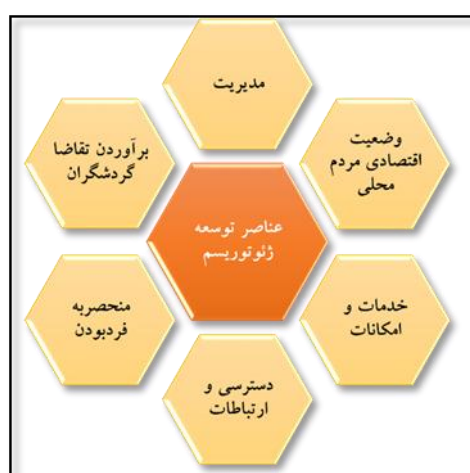 مدیریت
وضعیت
اقتصادی مردم
محلی
برآوردن تقاضا
گردشگران
عناصر توسعه
ژئوتوریسم
خدمات و
امکانات
منحصربه
فردبودن
دسترسی و
ارتباطات